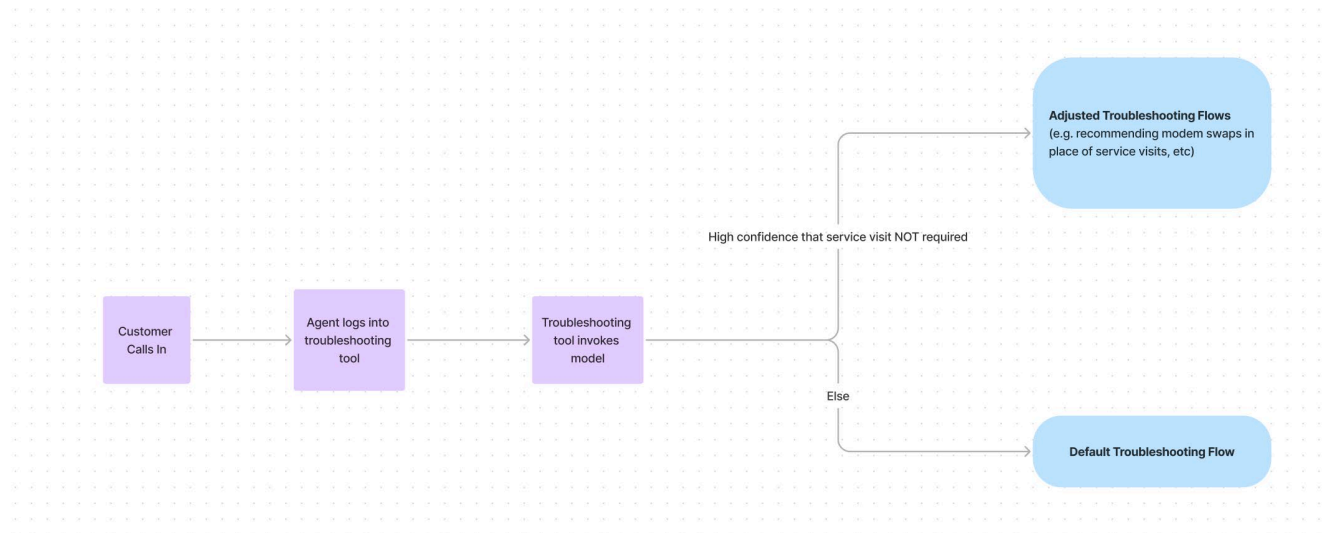 Customer
Calls In
Agent logs into
troubleshooting
tool
Troubleshooting
tool invokes
model
High confidence that service visit NOT required
Adjusted Troubleshooting Flows
(e.g. recommending modem swaps in
place of service visits, etc)
Else
Default Troubleshooting Flow